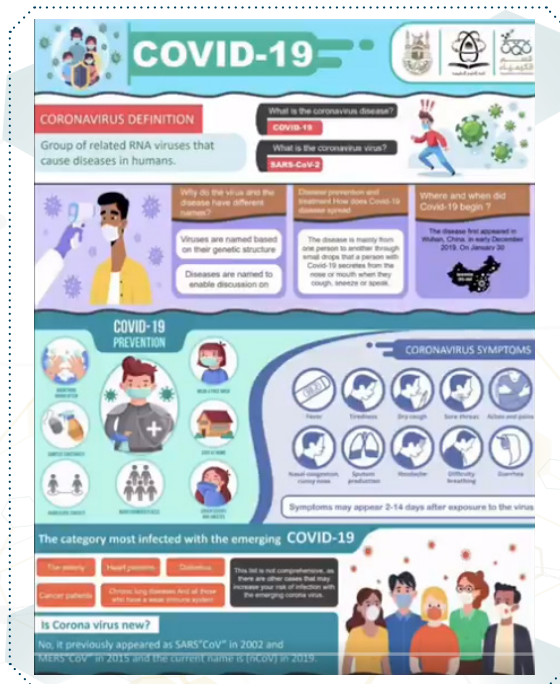 COVID-19
CORONAVIRUS DEFINITION
Group of related RNA viruses that
cause diseases in humans.
What is the coronavirus disease?
COVID-19
What is the coronavirus virus?
SARS-CoV-2
Why do the virus and the
disease have different
names?
Viruses are named based
on their genetic structure
Diseases are named to
enable discussion on
Disease prevention and
treatment How does Covid-19
disease spread
The disease is mainly from
one person to another through
small drops that a person with
Covid-19 secretes from the
nose or mouth when they
cough, sneeze or speak.
Where and when did
Covid-19 begin ?
The disease first appeared in
Wuhan, China, in early December
2019. On January 30
COVID-19
PREVENTION
WEAR A FACE MASK
STAY AT HOME
CORONAVIRUS SYMPTOMS
Fever
Tiredness
Dry cough
Sore throat
Aches and pains
Nasal congestion,
runny nose
Sputum
production
Headache
Difficulty
breathing
Diarrhea
Symptoms may appear 2-14 days after exposure to the virus
The category most infected with the emerging COVID-19
The elderly
Heart patients
Diabetics
Cancer patients
Chronic lung diseases And all those
who have a weak immune system
This list is not comprehensive, as
there are other cases that may
increase your risk of infection with
the emerging corona virus.
Is Corona virus new?
No, it previously appeared as SARS"CoV" in 2002 and
MERS"CoV" in 2015 and the current name is (nCoV) in 2019.